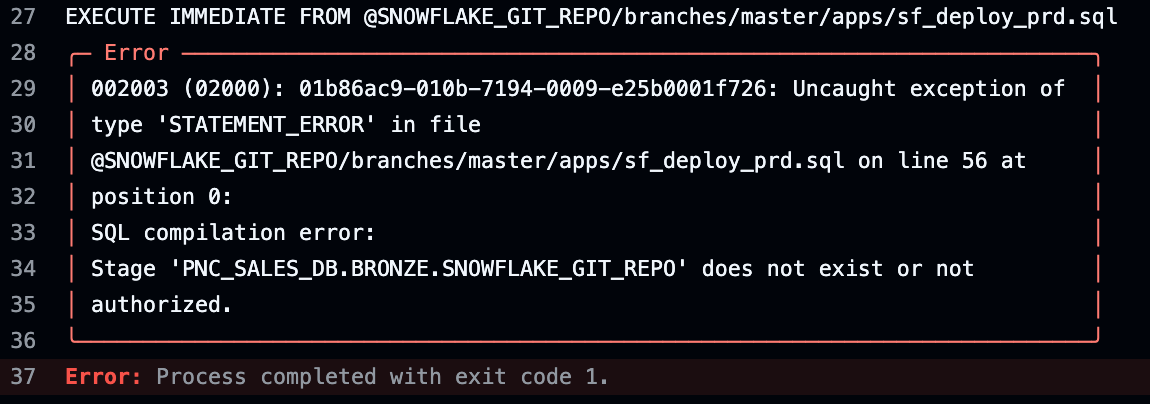 27 EXECUTE IMMEDIATE FROM @SNOWFLAKE_GIT_REPO/branches/master/apps/sf_deploy_prd.sql
28 Error
29 002003 (02000): 01b86ac9-010b-7194-0009-e25b0001f726: Uncaught exception of
30 type 'STATEMENT_ERROR' in file
31 @SNOWFLAKE_GIT_REPO/branches/master/apps/sf_deploy_prd.sql on line 56 at
32 position 0:
33 SQL compilation error:
34 Stage 'PNC_SALES_DB.BRONZE.SNOWFLAKE_GIT_REPO' does not exist or not
35 authorized.
36
37 Error: Process completed with exit code 1.